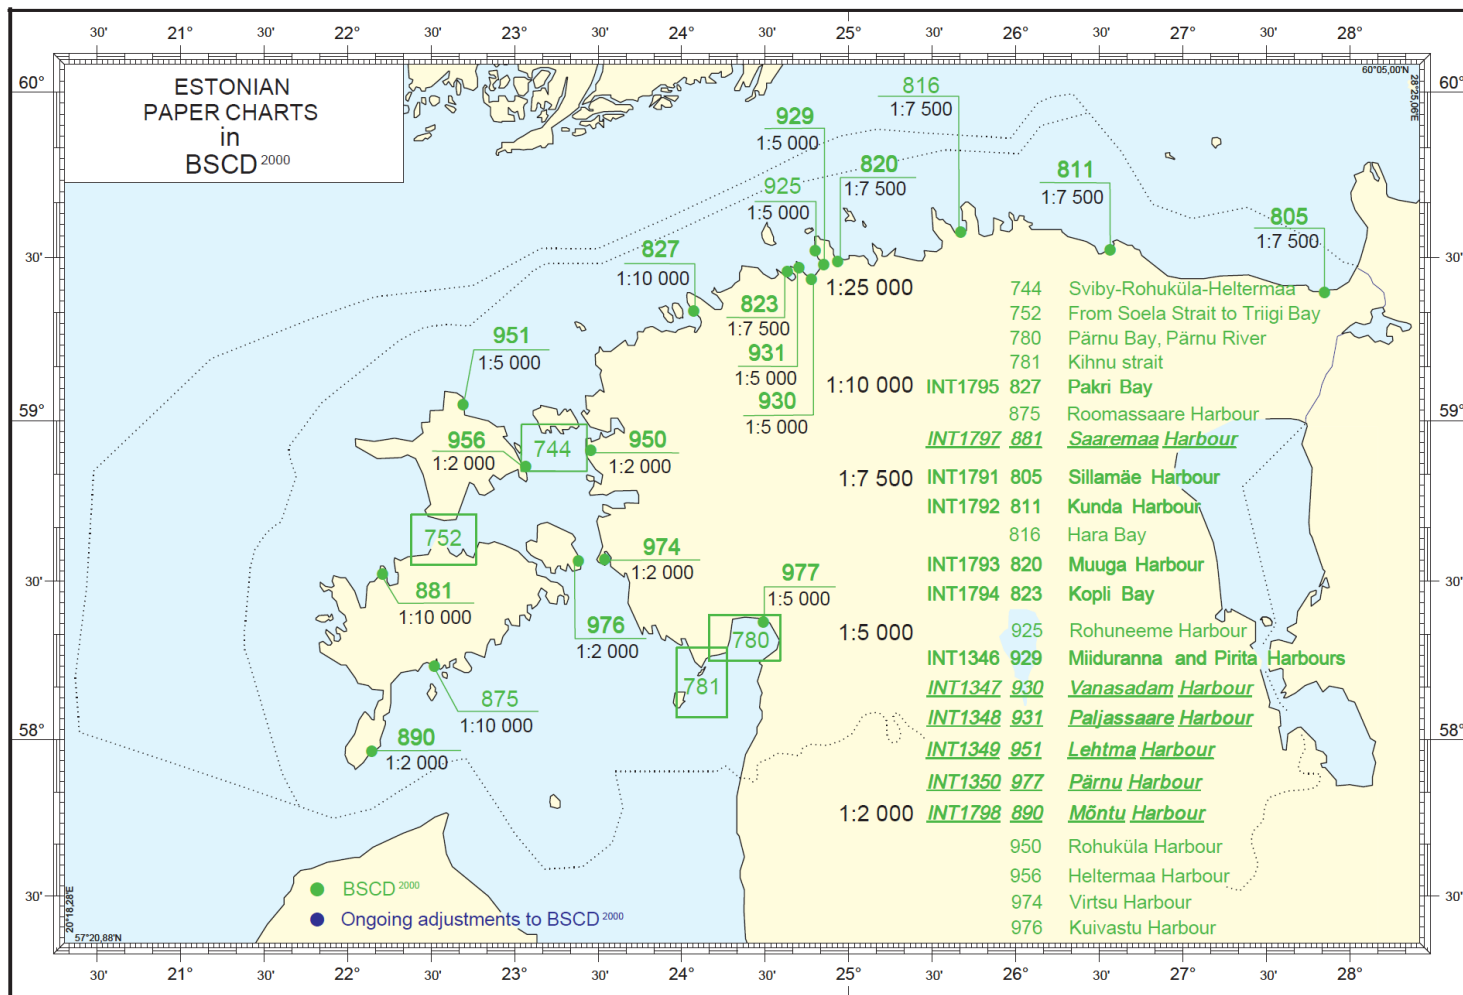 30' 21° 30' 22° 30' 23° 30' 24° 30' 25° 30' 26° 30' 27° 30' 28°
60°
60°
60°05,00'N
28°25,06'E
ESTONIAN
PAPER CHARTS
in
BSCD 2000
816
1:7 500
929
1:5 000
820
1:7 500
925
1:5 000
811
1:7 500
805
1:7 500
827
1:10 000
30'
30'
823
1:7 500
931
1:5 000
930
1:5 000
951
1:5 000
59°
59°
956
1:2 000
744
950
1:2 000
752
974
1:2 000
30'
30'
881
1:10 000
977
1:5 000
976
1:2 000
780
781
875
1:10 000
58°
58°
890
1:2 000
1:25 000 744 Sviby-Rohuküla-Heltermaa
752 From Soela Strait to Triigi Bay
780 Pärnu Bay, Pärnu River
781 Kihnu strait
1:10 000 INT1795 827 Pakri Bay
875 Roomassaare Harbour
INT1797 881 Saaremaa Harbour
1:7 500 INT1791 805 Sillamäe Harbour
INT1792 811 Kunda Harbour
816 Hara Bay
INT1793 820 Muuga Harbour
INT1794 823 Kopli Bay
1:5 000 925 Rohuneeme Harbour
INT1346 929 Miiduranna and Pirita Harbours
INT1347 930 Vanasadam Harbour
INT1348 931 Paljassaare Harbour
INT1349 951 Lehtma Harbour
INT1350 977 Pärnu Harbour
1:2 000 INT1798 890 Mõntu Harbour
950 Rohuküla Harbour
956 Heltermaa Harbour
974 Virtsu Harbour
976 Kuivastu Harbour
BSCD 2000
Ongoing adjustments to BSCD 2000
30'
30'
20°18,28'E
57°20,88'N
30' 21° 30' 22° 30' 23° 30' 24° 30' 25° 30' 26° 30' 27° 30' 28°